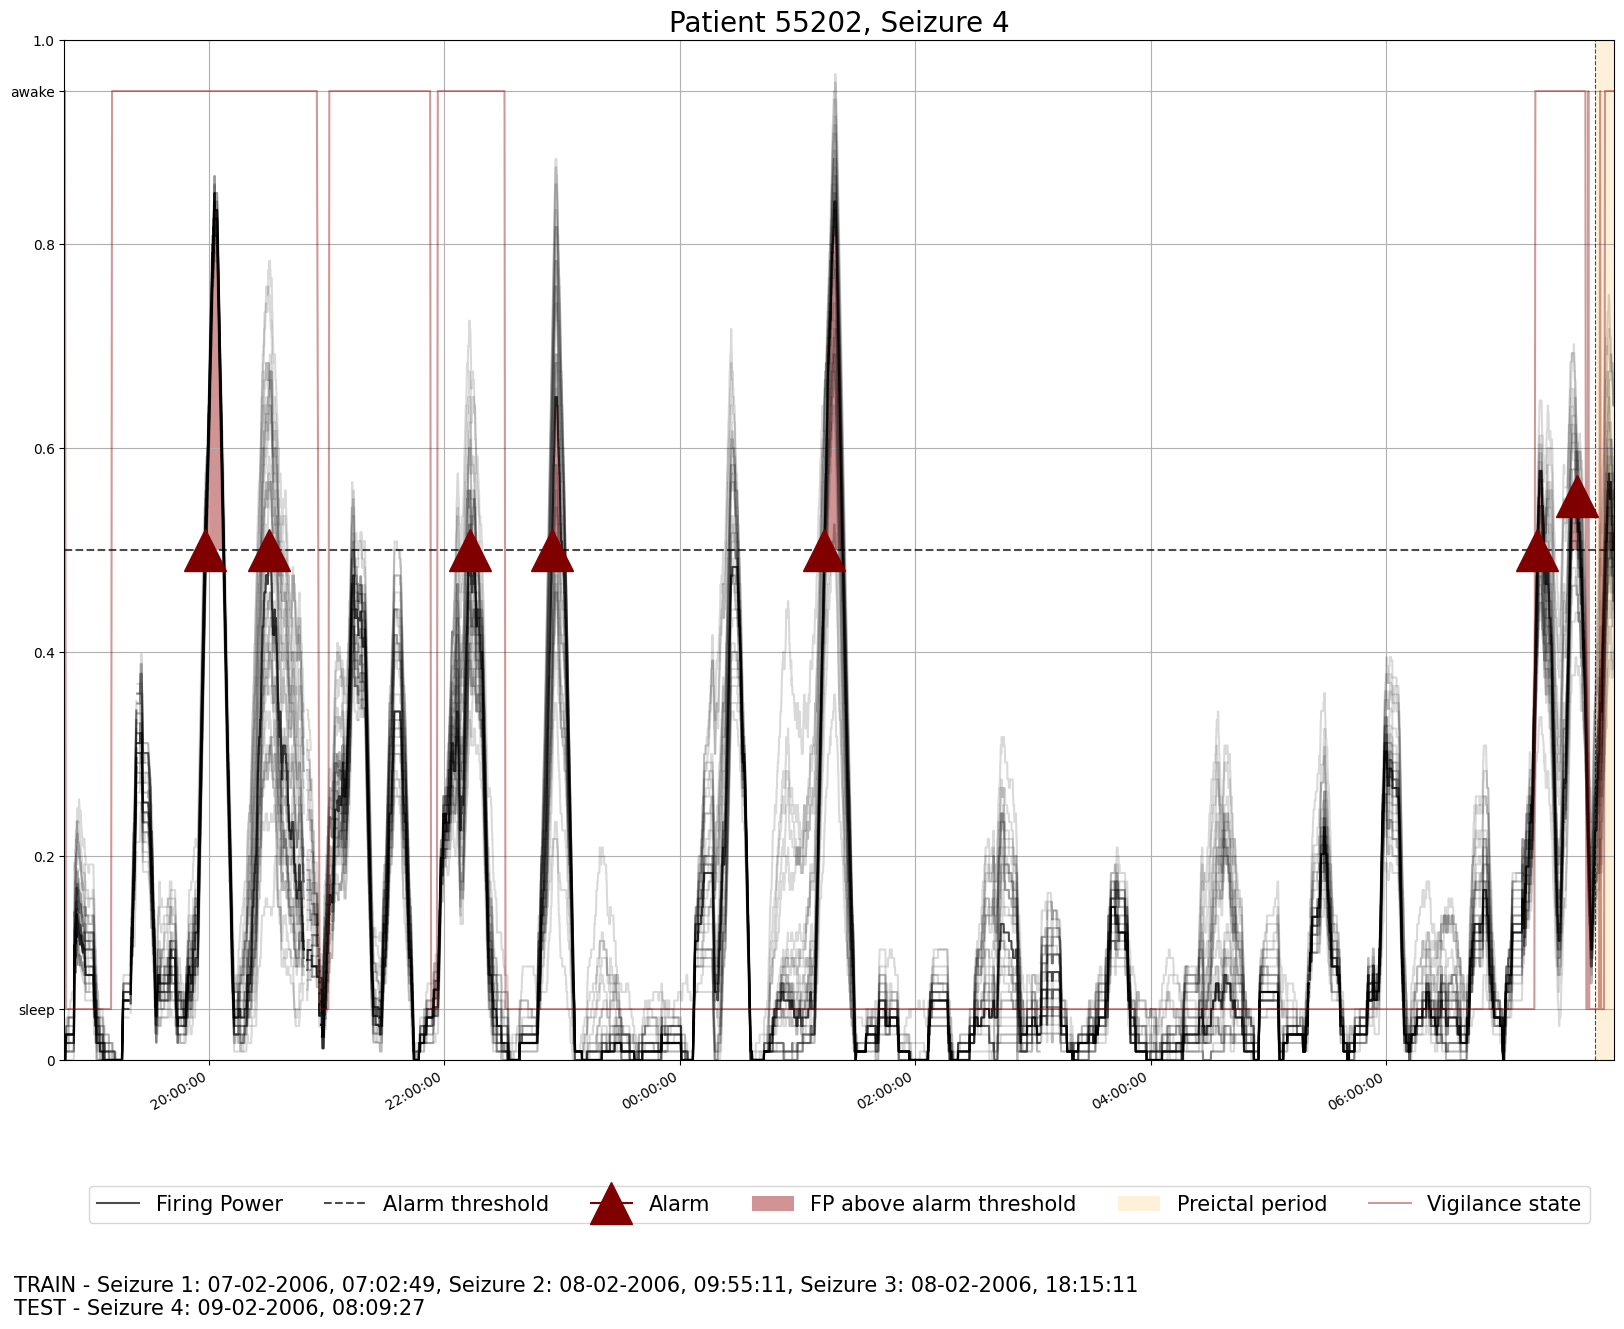 Patient 55202, Seizure 4
1.0
awake
0.8
0.6
0.4
0.2
sleep
0
20:00:00 22:00:00 00:00:00 02:00:00 04:00:00 06:00:00
Firing Power Alarm threshold Alarm FP above alarm threshold Preictal period Vigilance state
TRAIN - Seizure 1: 07-02-2006, 07:02:49, Seizure 2: 08-02-2006, 09:55:11, Seizure 3: 08-02-2006, 18:15:11
TEST - Seizure 4: 09-02-2006, 08:09:27